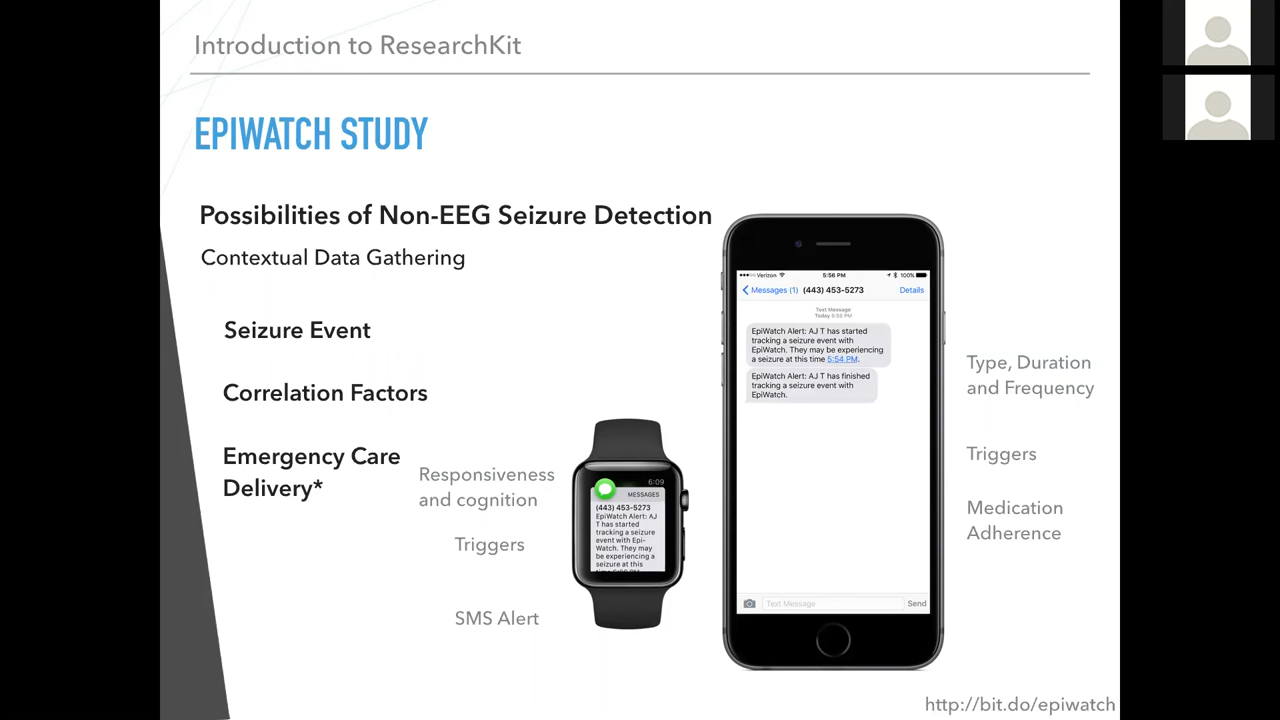 Introduction to ResearchKit
EPIWATCH STUDY
Possibilities of Non-EEG Seizure Detection
Contextual Data Gathering
Seizure Event
Correlation Factors
Emergency Care
Delivery*
Responsiveness
and cognition
Triggers
SMS Alert
6:09
MESSAGES
(443) 453-5273
EpiWatch Alert: AJ
T has started
tracking a seizure
event with Epi-
Watch. They may
be experiencing a
seizure at this
Verizon
5:56 PM
100%
Messages (1)
(443) 453-5273
Details
Text Message
Today 5:55 PM
EpiWatch Alert: AJ T has started
tracking a seizure event with
EpiWatch. They may be experiencing
a seizure at this time 5:54 PM.
EpiWatch Alert: AJ T has finished
tracking a seizure event with
EpiWatch.
Text Message
Send
Type, Duration
and Frequency
Triggers
Medication
Adherence
http://bit.do/epiwatch